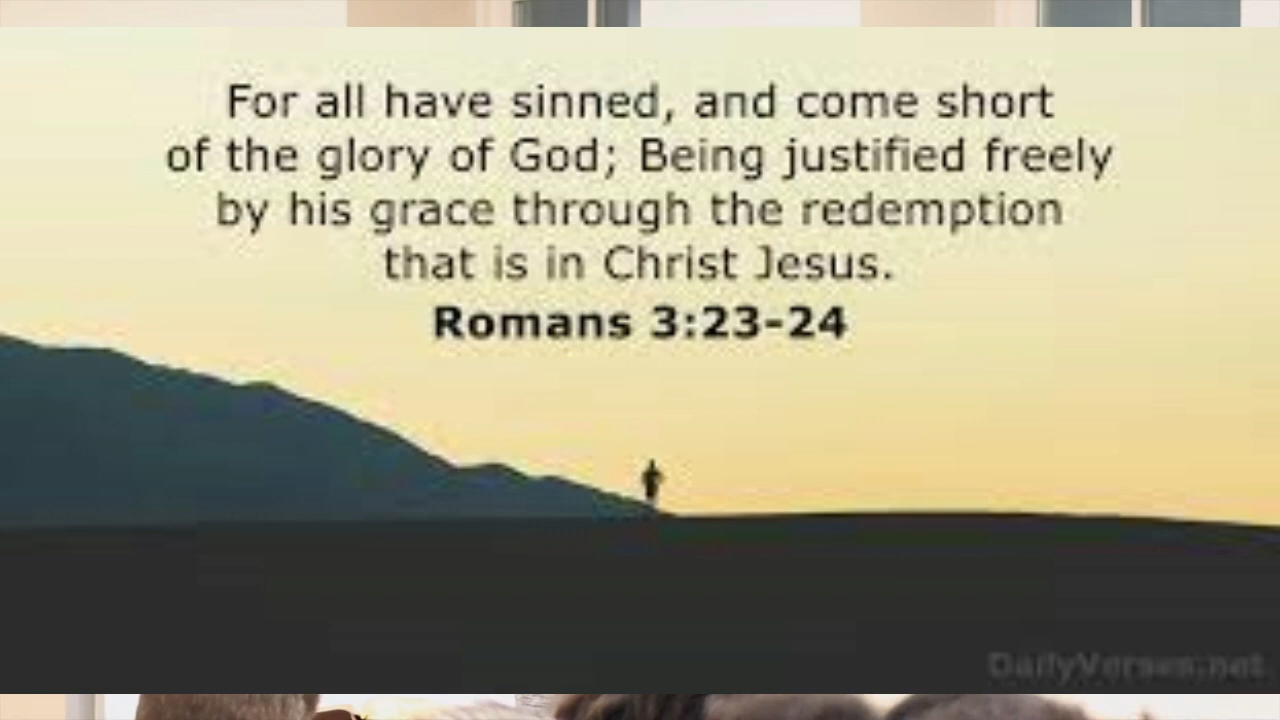 For all have sinned, and come short
of the glory of God; Being justified freely
by his grace through the redemption
that is in Christ Jesus.
Romans 3:23-24
DailyVerses.net